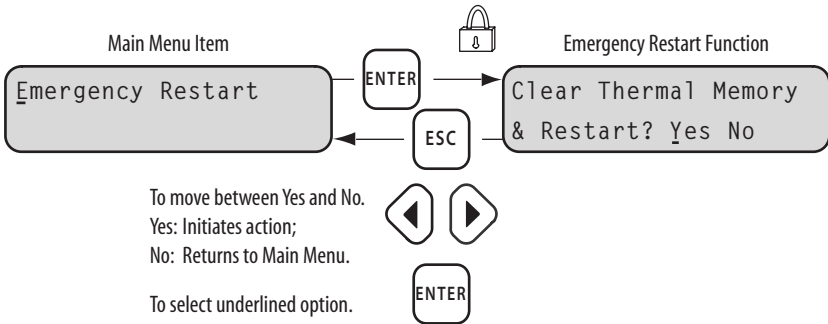 Main Menu Item
Emergency Restart Function
Emergency Restart
ENTER
Clear Thermal Memory
& Restart? Yes No
ESC
To move between Yes and No.
Yes: Initiates action;
No: Returns to Main Menu.
To select underlined option.
ENTER